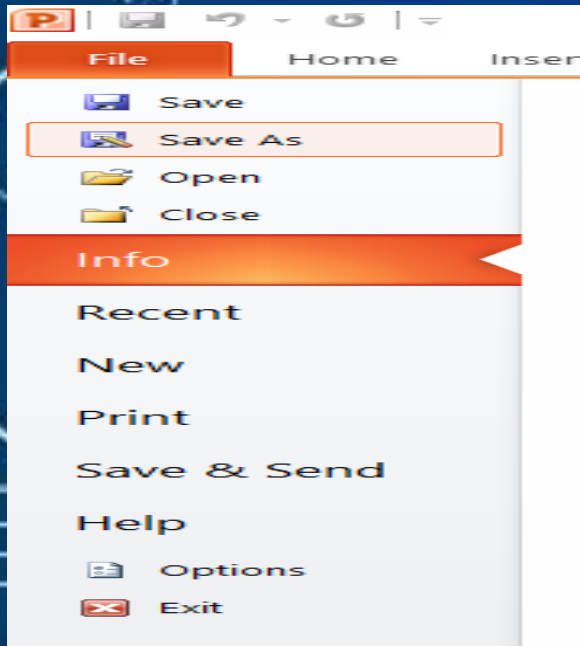 P
File Home Inser
Save
Save As
Open
Close
Info
Recent
New
Print
Save & Send
Help
Options
Exit